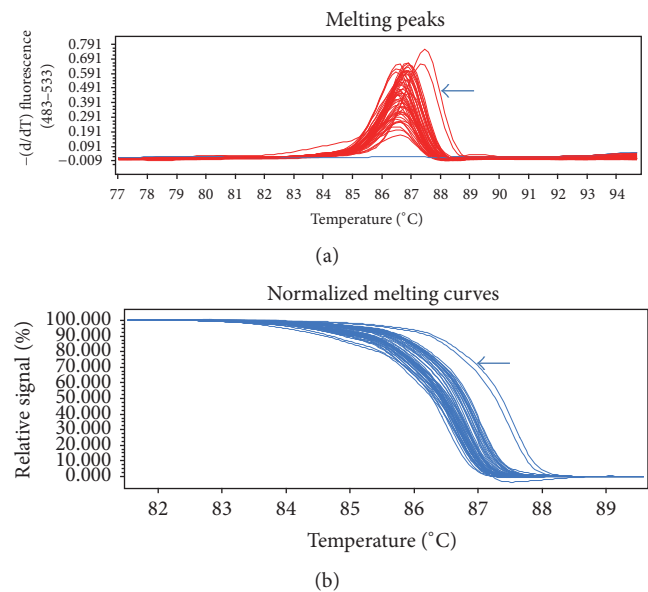 Melting peaks
−(d/dT) fluorescence
(483–533)
0.791
0.691
0.591
0.491
0.391
0.291
0.191
0.091
−0.009
77 78 79 80 81 82 83 84 85 86 87 88 89 90 91 92 93 94
Temperature (˚C)
(a)
Normalized melting curves
Relative signal (%)
100.000
90.000
80.000
70.000
60.000
50.000
40.000
30.000
20.000
10.000
0.000
82 83 84 85 86 87 88 89
Temperature (˚C)
(b)